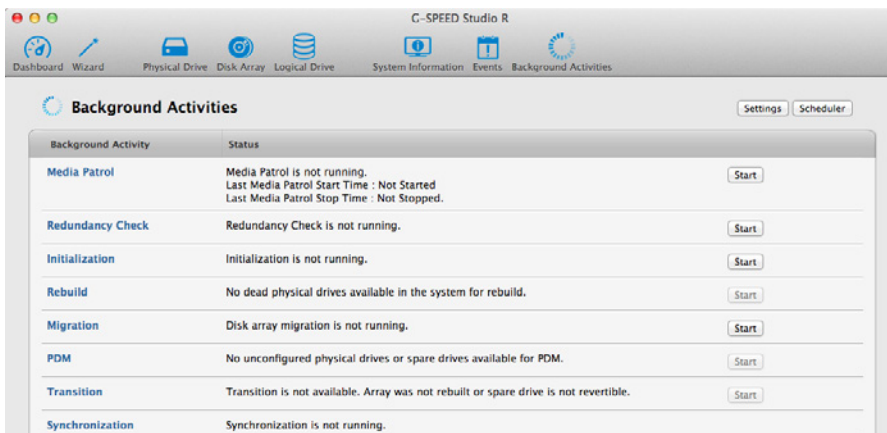 G-SPEED Studio R
Dashboard Wizard Physical Drive Disk Array Logical Drive System Information Events Background Activities
Background Activities Settings Scheduler
Background Activity Status
Media Patrol Media Patrol is not running. Start
Last Media Patrol Start Time : Not Started
Last Media Patrol Stop Time : Not Stopped.
Redundancy Check Redundancy Check is not running. Start
Initialization Initialization is not running. Start
Rebuild No dead physical drives available in the system for rebuild. Start
Migration Disk array migration is not running. Start
PDM No unconfigured physical drives or spare drives available for PDM. Start
Transition Transition is not available. Array was not rebuilt or spare drive is not revertible. Start
Synchronization Synchronization is not running.